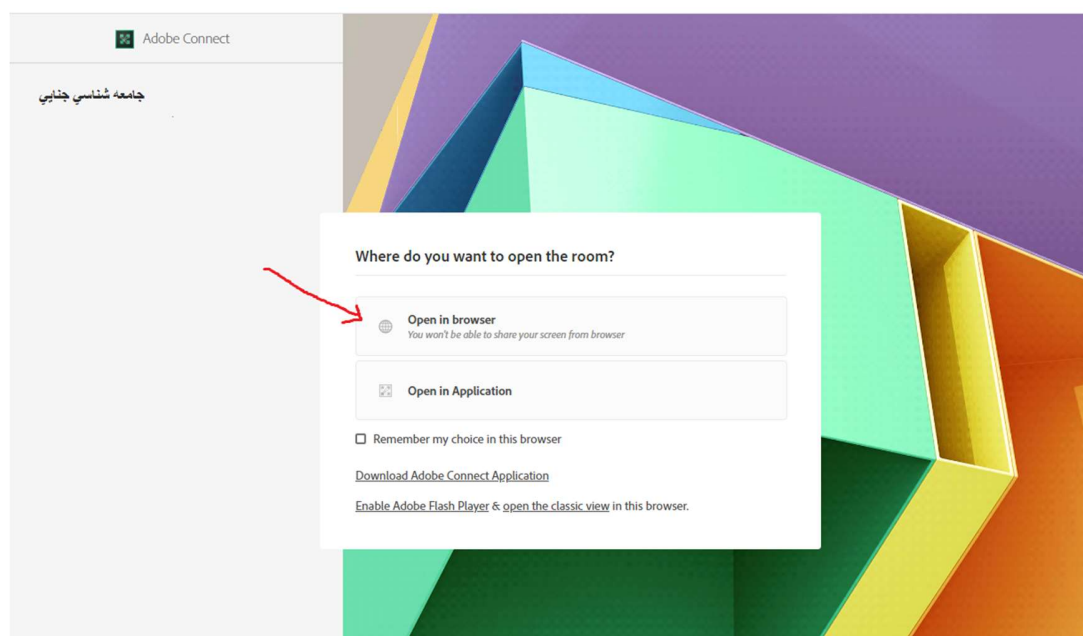 Adobe Connect
جامعه شناسي جنايي
Where do you want to open the room?
Open in browser
You won't be able to share your screen from browser
Open in Application
Remember my choice in this browser
Download Adobe Connect Application
Enable Adobe Flash Player & open the classic view in this browser.